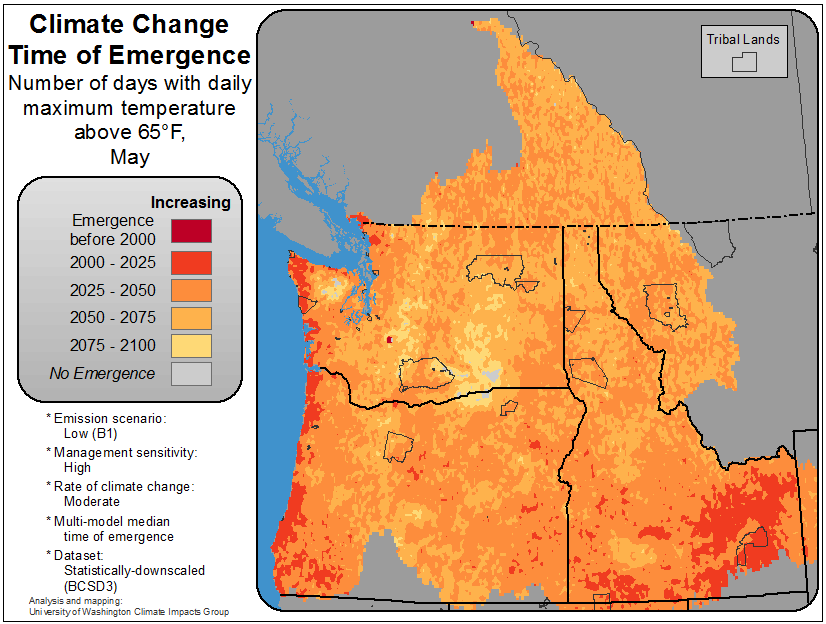 Climate Change
Time of Emergence
Number of days with daily
maximum temperature
above 65°F,
May
Increasing
Emergence
before 2000
2000 - 2025
2025 - 2050
2050 - 2075
2075 - 2100
No Emergence
* Emission scenario:
Low (B1)
* Management sensitivity:
High
* Rate of climate change:
Moderate
* Multi-model median
time of emergence
* Dataset:
Statistically-downscaled
(BCSD3)
Analysis and mapping:
University of Washington Climate Impacts Group
Tribal Lands